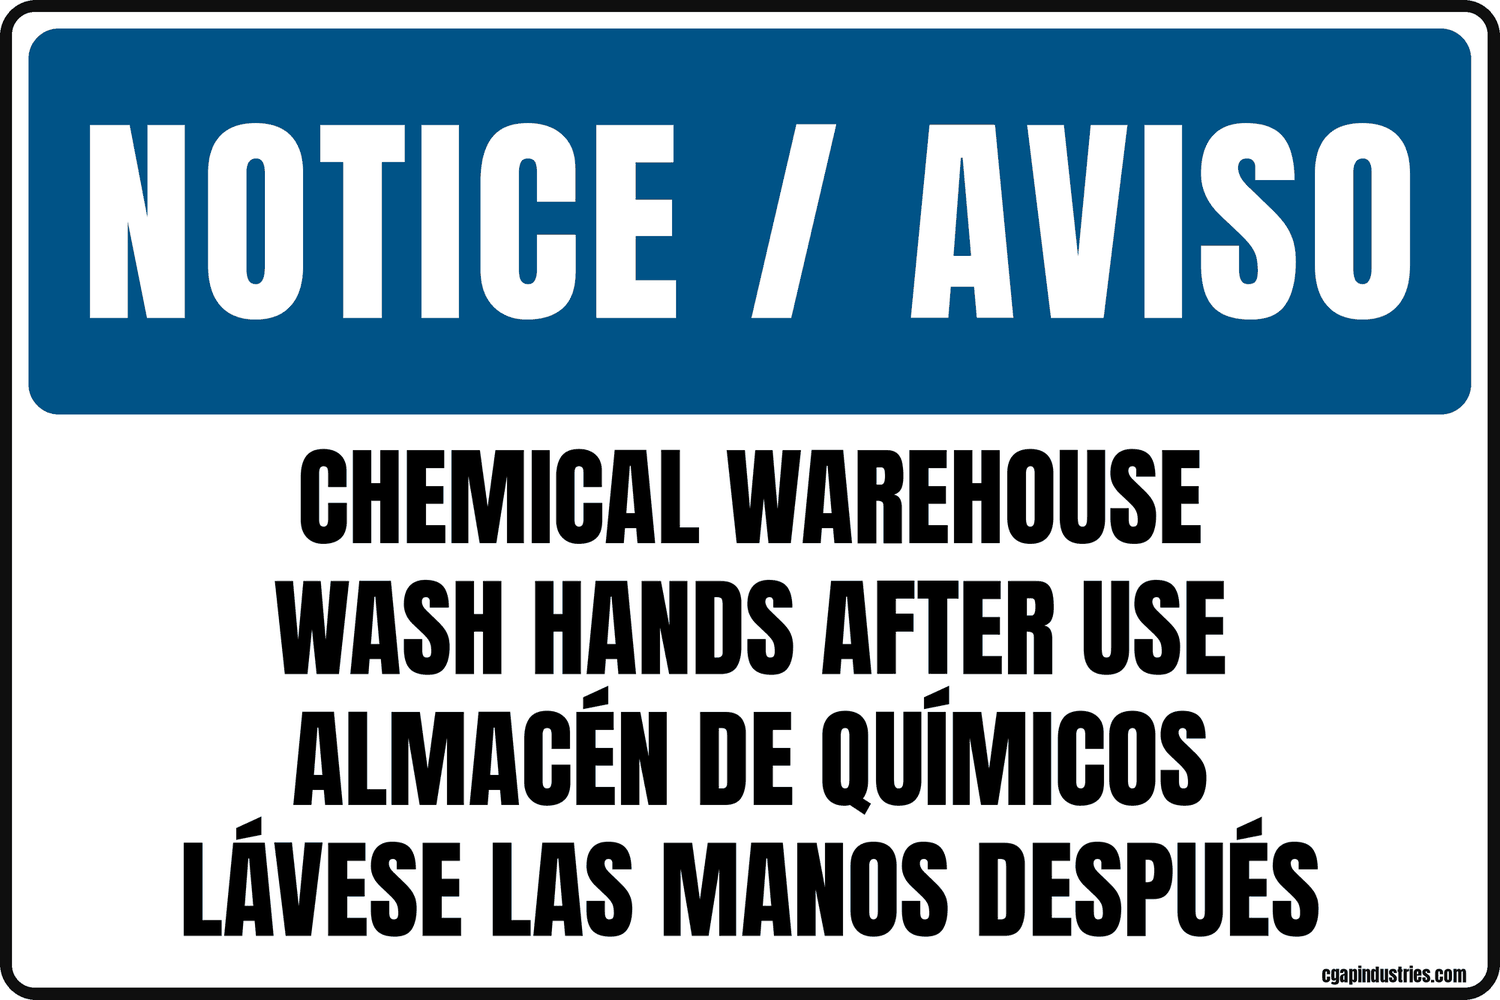 NOTICE / AVISO
CHEMICAL WAREHOUSE
WASH HANDS AFTER USE
ALMACÉN DE QUÍMICOS
LÁVESE LAS MANOS DESPUÉS
cgapindustries.com